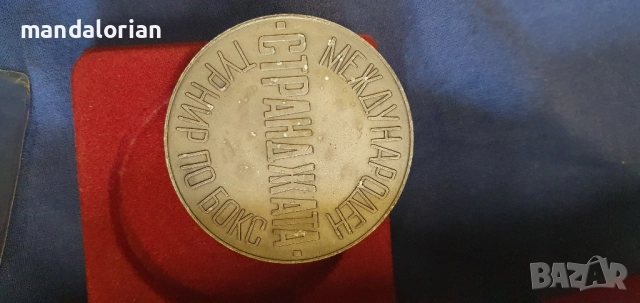 mandalorian
МЕЖДУНАРОДЕН
·СТРАНДЖАТА·
ТУРНИР ПО БОКС
BAZAR